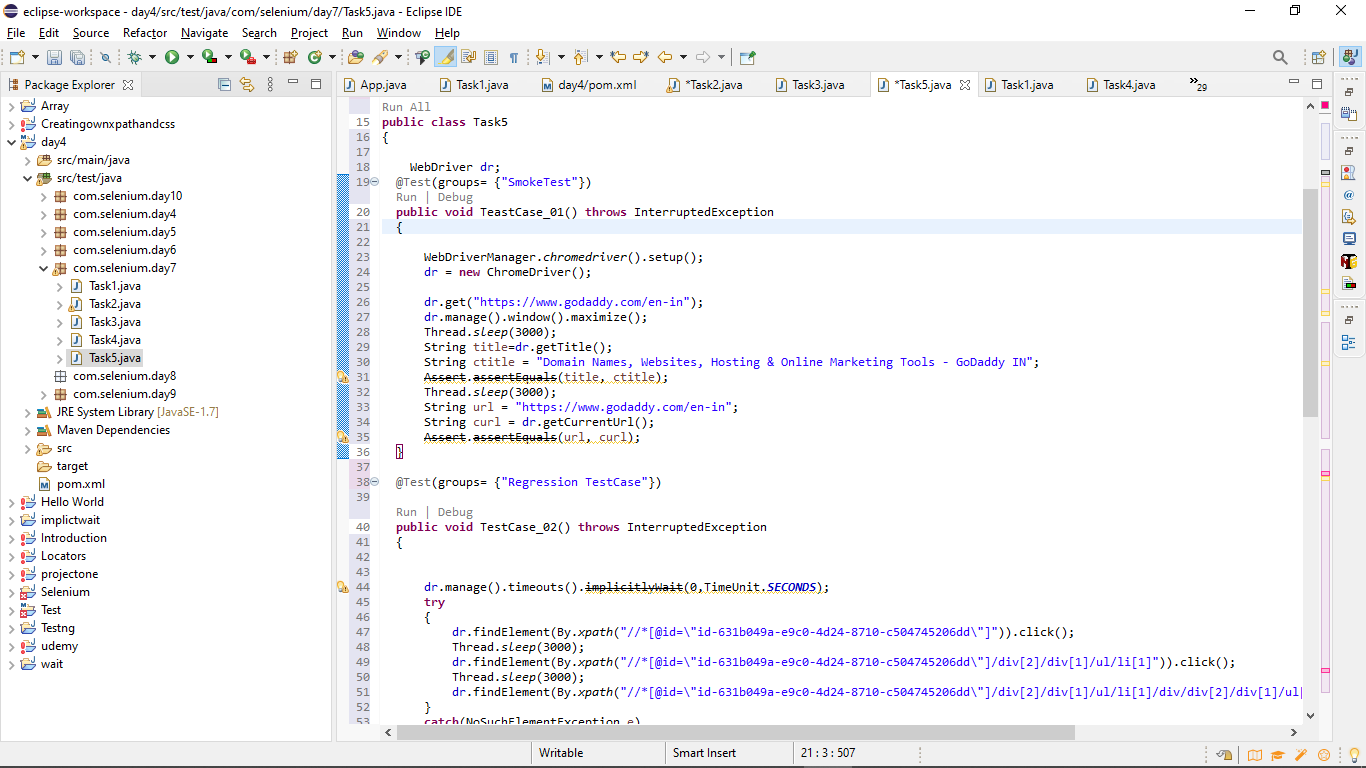 eclipse-workspace - day4/src/test/java/com/selenium/day7/Task5.java - Eclipse IDE
File Edit Source Refactor Navigate Search Project Run Window Help
Package Explorer
App.java Task1.java day4/pom.xml *Task2.java Task3.java *Task5.java Task1.java Task4.java »29
Array
Creatingownxpathandcss
day4
src/main/java
src/test/java
com.selenium.day10
com.selenium.day4
com.selenium.day5
com.selenium.day6
com.selenium.day7
Task1.java
Task2.java
Task3.java
Task4.java
Task5.java
com.selenium.day8
com.selenium.day9
JRE System Library [JavaSE-1.7]
Maven Dependencies
src
target
pom.xml
Hello World
implictwait
Introduction
Locators
projectone
Selenium
Test
Testng
udemy
wait
Run All
15 public class Task5
16 {
17
18 WebDriver dr;
19 @Test(groups= {"SmokeTest"})
Run | Debug
20 public void TeastCase_01() throws InterruptedException
21 {
22
23 WebDriverManager.chromedriver().setup();
24 dr = new ChromeDriver();
25
26 dr.get("https://www.godaddy.com/en-in");
27 dr.manage().window().maximize();
28 Thread.sleep(3000);
29 String title=dr.getTitle();
30 String ctitle = "Domain Names, Websites, Hosting & Online Marketing Tools - GoDaddy IN";
31 Assert.assertEquals(title, ctitle);
32 Thread.sleep(3000);
33 String url = "https://www.godaddy.com/en-in";
34 String curl = dr.getCurrentUrl();
35 Assert.assertEquals(url, curl);
36 }
37
38 @Test(groups= {"Regression TestCase"})
39
Run | Debug
40 public void TestCase_02() throws InterruptedException
41 {
42
43
44 dr.manage().timeouts().implicitlyWait(0,TimeUnit.SECONDS);
45 try
46 {
47 dr.findElement(By.xpath("//*[@id=\"id-631b049a-e9c0-4d24-8710-c504745206dd\"]")).click();
48 Thread.sleep(3000);
49 dr.findElement(By.xpath("//*[@id=\"id-631b049a-e9c0-4d24-8710-c504745206dd\"]/div[2]/div[1]/ul/li[1]")).click();
50 Thread.sleep(3000);
51 dr.findElement(By.xpath("//*[@id=\"id-631b049a-e9c0-4d24-8710-c504745206dd\"]/div[2]/div[1]/ul/li[1]/div/div[2]/div[1]/ul
52 }
53 catch(NoSuchElementException e)
Writable Smart Insert 21 : 3 : 507